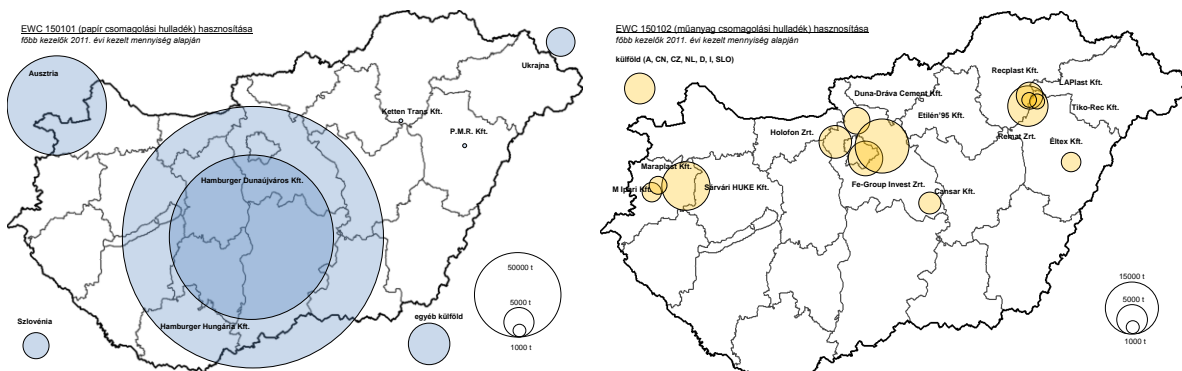 EWC 150101 (papír csomagolási hulladék) hasznosítása
főbb kezelők 2011. évi kezelt mennyiség alapján
Ausztria
Ukrajna
Ketten Trans Kft.
P.M.R. Kft.
Hamburger Dunaújváros Kft.
Hamburger Hungária Kft.
Szlovénia
egyéb külföld
50000 t
5000 t
1000 t
EWC 150102 (műanyag csomagolási hulladék) hasznosítása
főbb kezelők 2011. évi kezelt mennyiség alapján
külföld (A, CN, CZ, NL, D, I, SLO)
Recplast Kft.
LAPlast Kft.
Duna-Dráva Cement Kft.
Tiko-Rec Kft.
Etilén'95 Kft.
Holofon Zrt.
Remat Zrt.
Éltex Kft.
Maraplast Kft.
M Ipari Kft.
Sárvári HUKE Kft.
Fe-Group Invest Zrt.
Cansar Kft.
15000 t
5000 t
1000 t